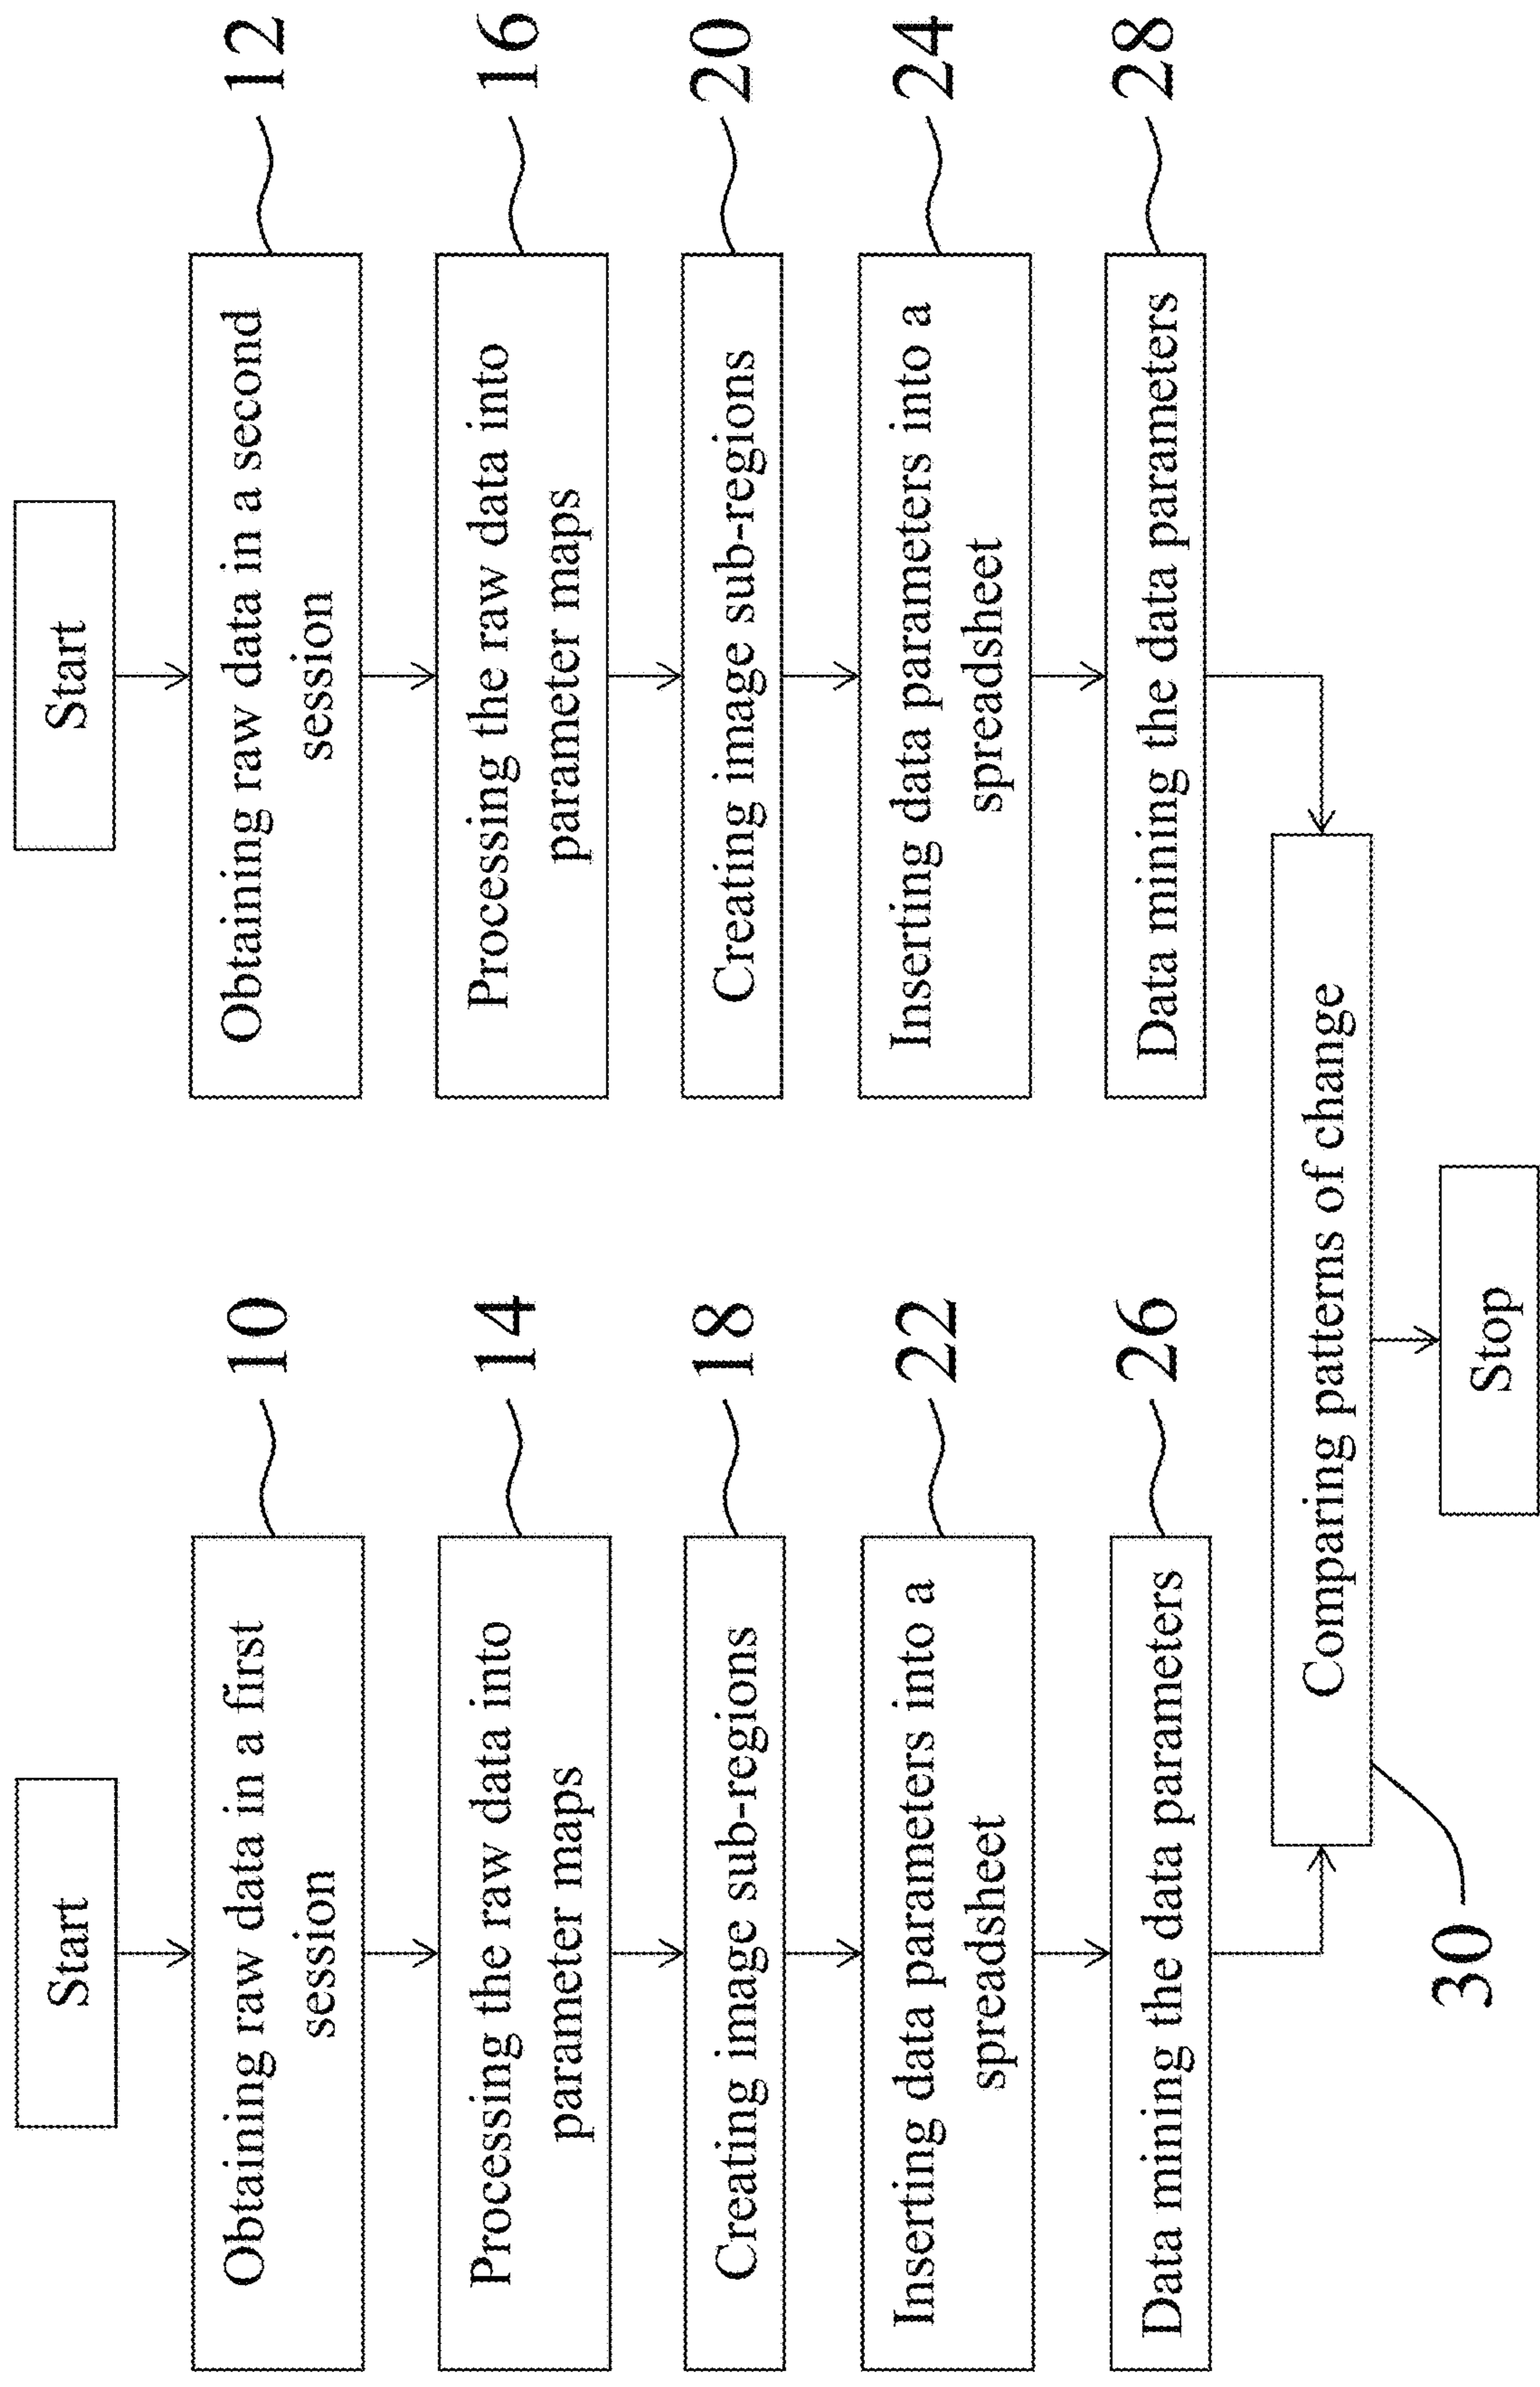 Start
Obtaining raw data in a first
session
10
Processing the raw data into
parameter maps
14
Creating image sub-regions
18
Inserting data parameters into a
spreadsheet
22
Data mining the data parameters
26
Start
Obtaining raw data in a second
session
12
Processing the raw data into
parameter maps
16
Creating image sub-regions
20
Inserting data parameters into a
spreadsheet
24
Data mining the data parameters
28
Comparing patterns of change
30
Stop